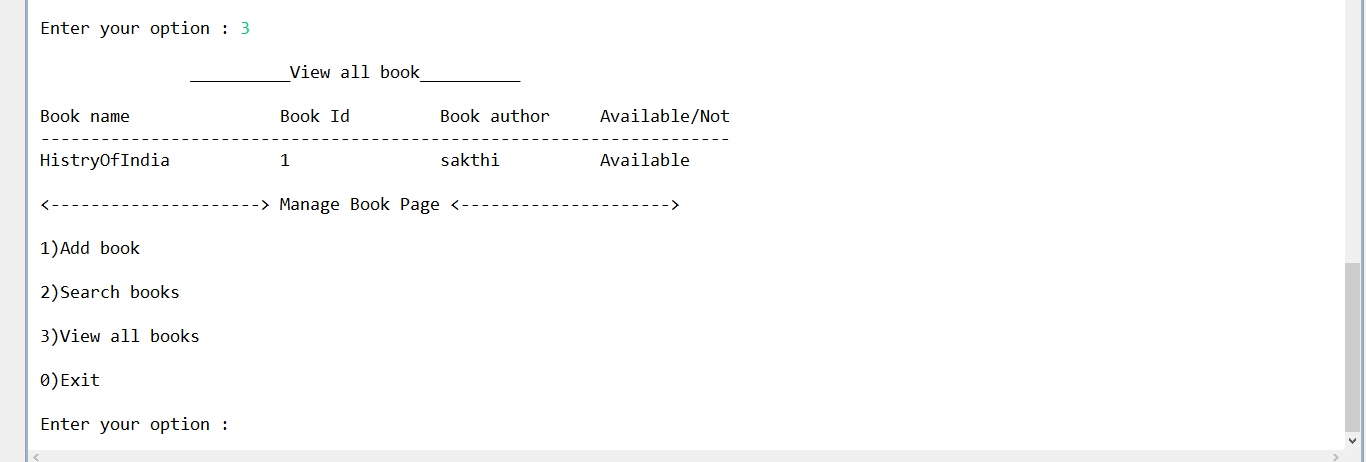 Enter your option : 3
__________View all book__________
Book name Book Id Book author Available/Not
---------------------------------------------------------------------
HistryOfIndia 1 sakthi Available
<---------------------> Manage Book Page <--------------------->
1)Add book
2)Search books
3)View all books
0)Exit
Enter your option :